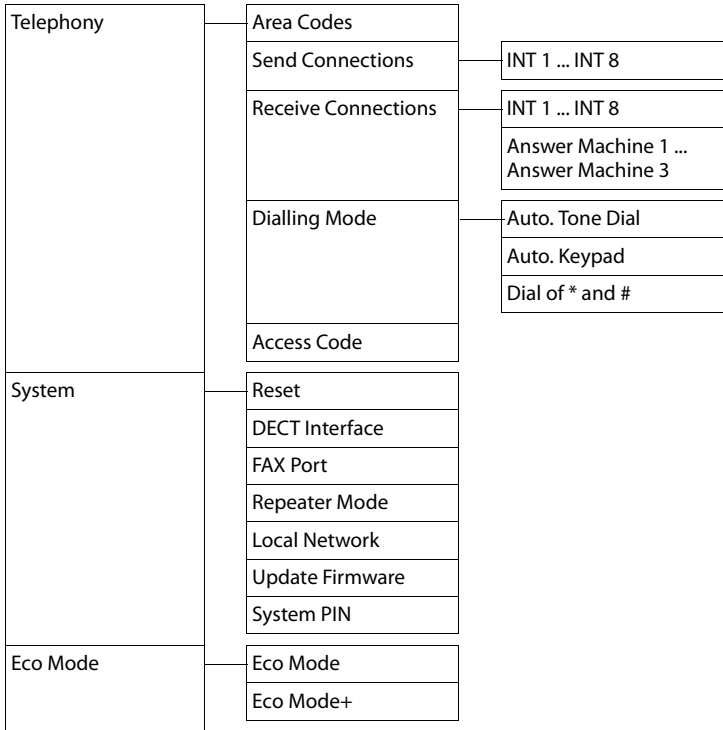 Telephony
Area Codes
Send Connections
INT 1 ... INT 8
Receive Connections
INT 1 ... INT 8
Answer Machine 1 ...
Answer Machine 3
Dialling Mode
Auto. Tone Dial
Auto. Keypad
Dial of * and #
Access Code
System
Reset
DECT Interface
FAX Port
Repeater Mode
Local Network
Update Firmware
System PIN
Eco Mode
Eco Mode
Eco Mode+